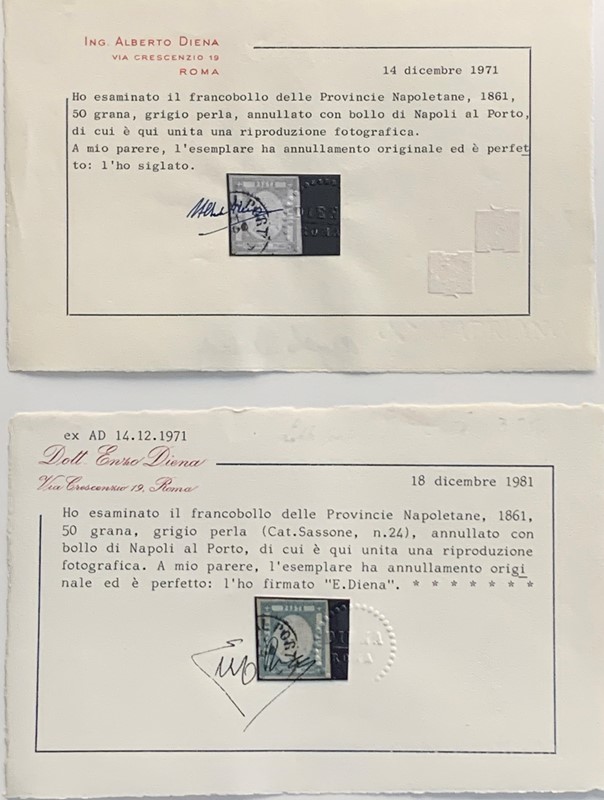 ING. ALBERTO DIENA
VIA CRESCENZIO 19
ROMA
14 dicembre 1971
Ho esaminato il francobollo delle Provincie Napoletane, 1861,
50 grana, grigio perla, annullato con bollo di Napoli al Porto,
di cui è qui unita una riproduzione fotografica.
A mio parere, l'esemplare ha annullamento originale ed è perfet
to: l'ho siglato.
ex AD 14.12.1971
Dott. Enzo Diena
Via Crescenzio 19, Roma
18 dicembre 1981
Ho esaminato il francobollo delle Provincie Napoletane, 1861,
50 grana, grigio perla (Cat.Sassone, n.24), annullato con
bollo di Napoli al Porto, di cui è qui unita una riproduzione
fotografica. A mio parere, l'esemplare ha annullamento origi
nale ed è perfetto: l'ho firmato "E.Diena". * * * * * * *
POSTE
AL PORTO
DIENA
ROMA